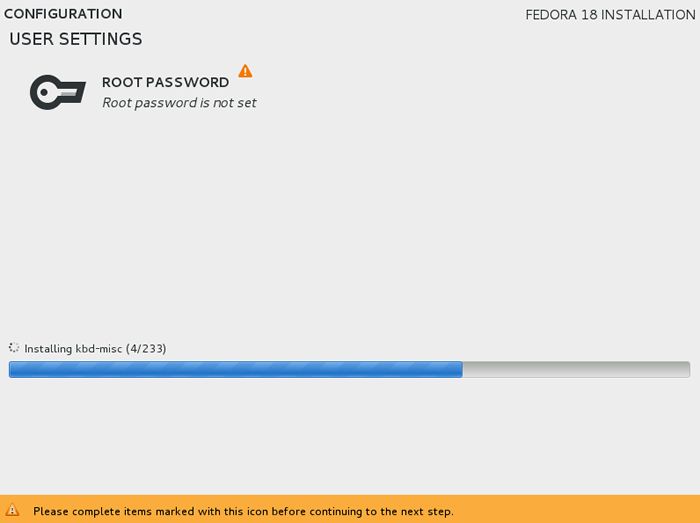 CONFIGURATION
FEDORA 18 INSTALLATION
USER SETTINGS
ROOT PASSWORD
Root password is not set
Installing kbd-misc (4/233)
Please complete items marked with this icon before continuing to the next step.